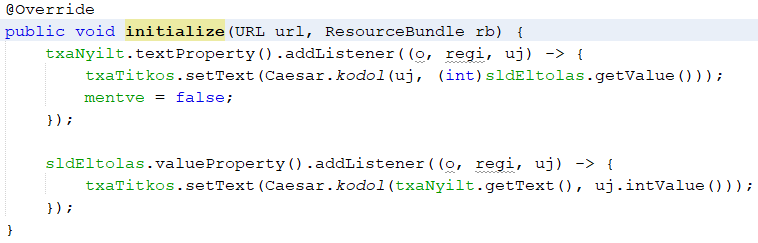 @Override
public void initialize(URL url, ResourceBundle rb) {
    txaNyilt.textProperty().addListener((o, regi, uj) -> {
        txaTitkos.setText(Caesar.kodol(uj, (int)sldEltolas.getValue()));
        mentve = false;
    });

    sldEltolas.valueProperty().addListener((o, regi, uj) -> {
        txaTitkos.setText(Caesar.kodol(txaNyilt.getText(), uj.intValue()));
    });
}